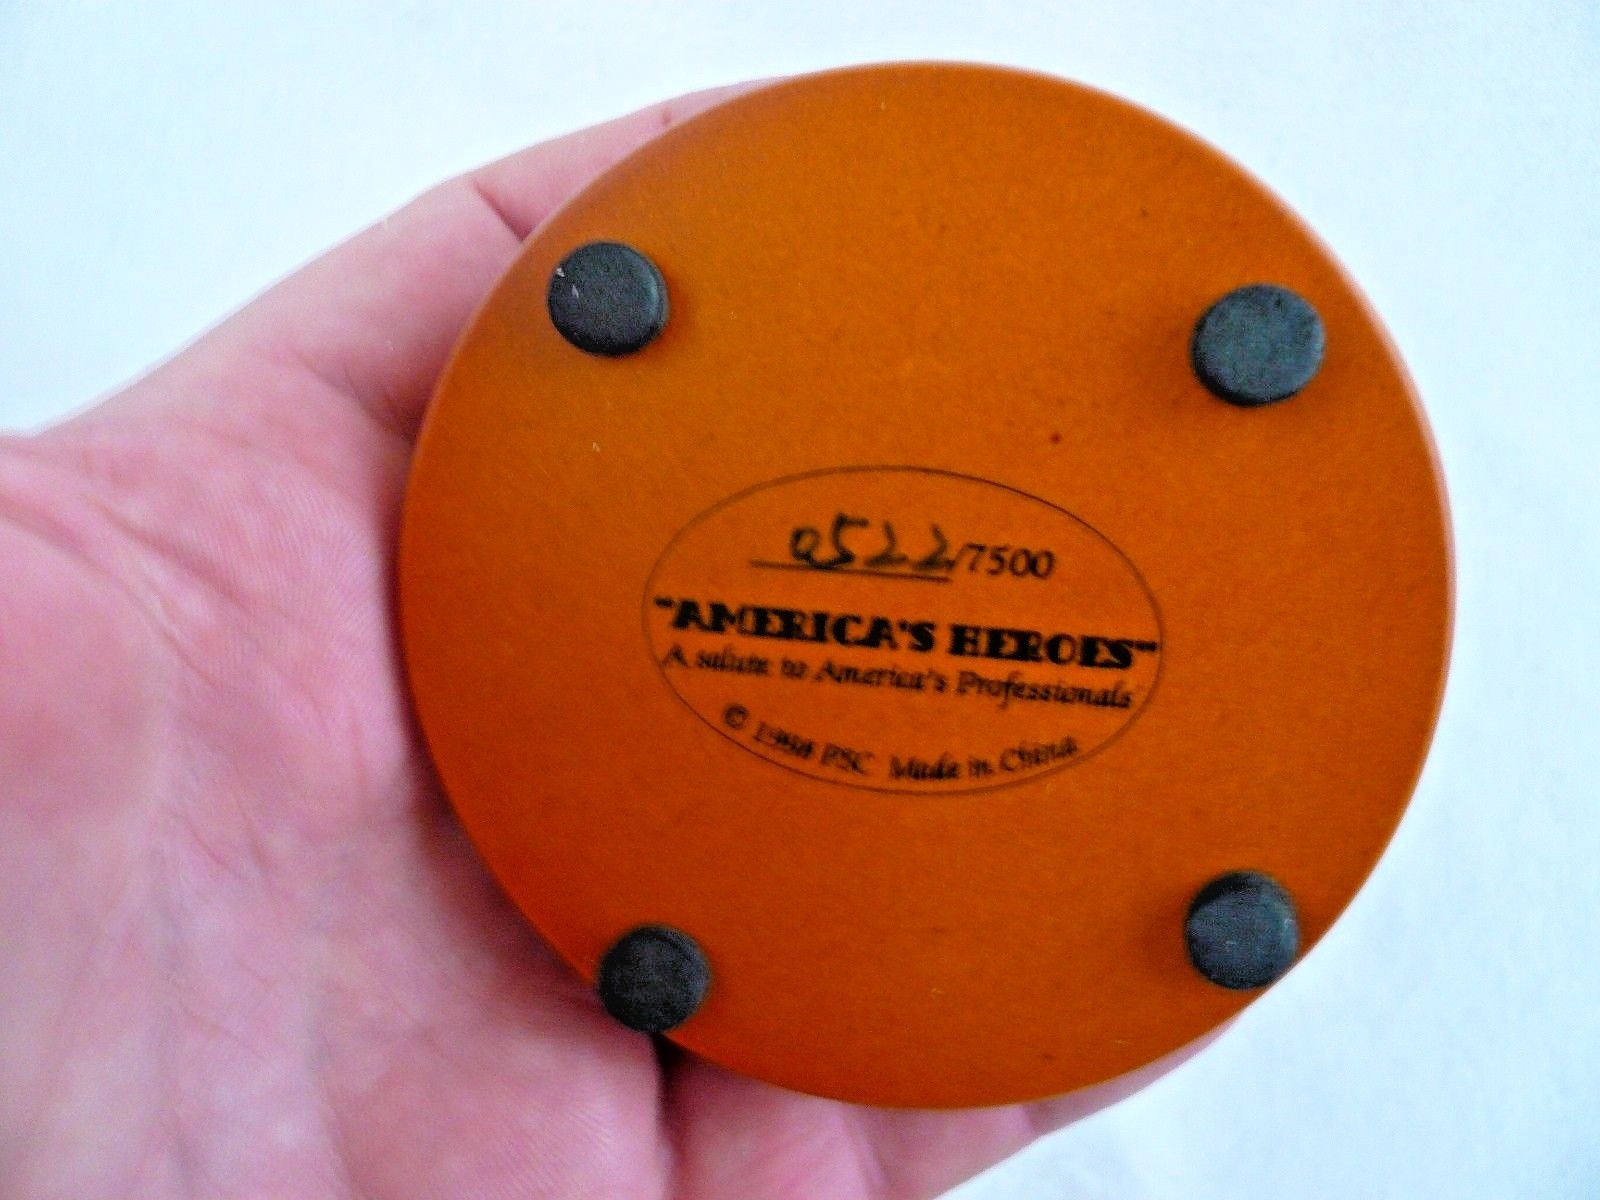 0522/7500
"AMERICA'S HEROES"
A salute to America's Professionals
© 1998 PSC Made in China